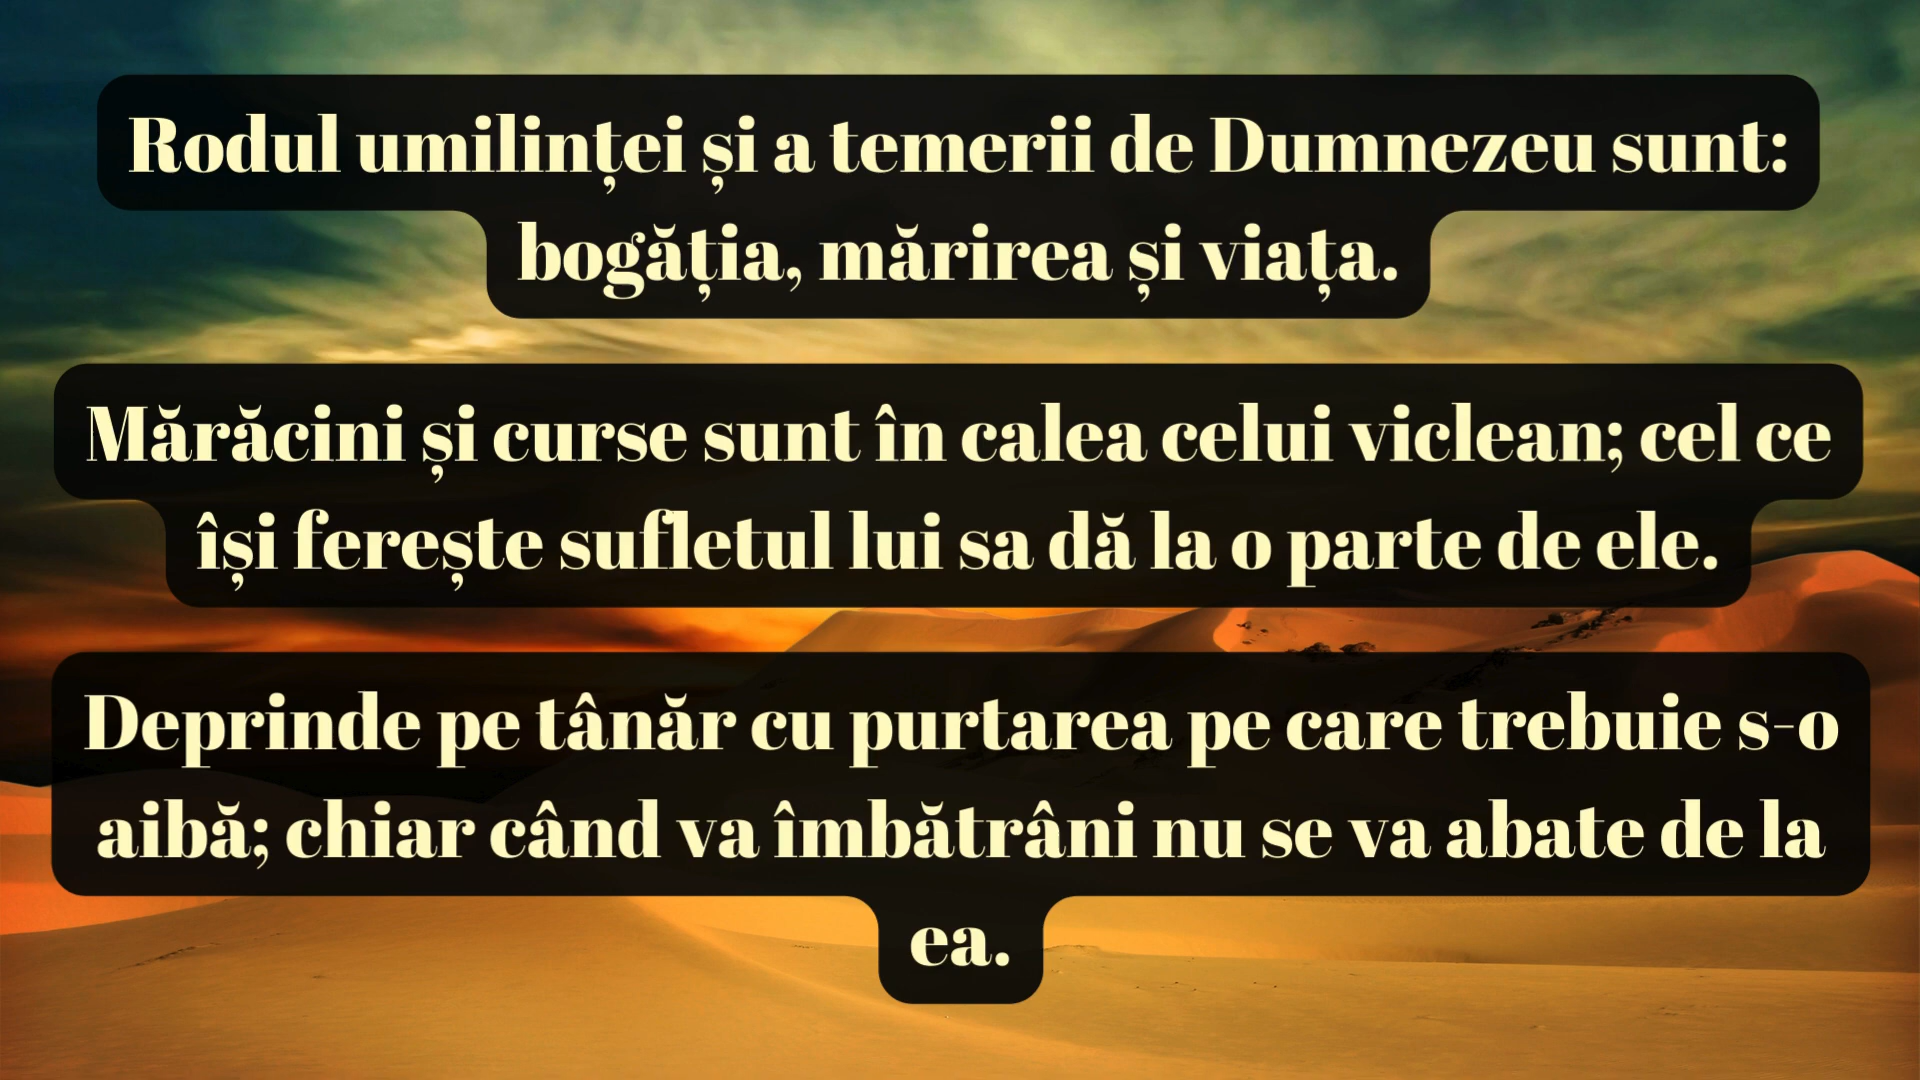 Rodul umilinței și a temerii de Dumnezeu sunt:
bogăția, mărirea și viața.
Mărăcini și curse sunt în calea celui viclean; cel ce
își ferește sufletul lui sa dă la o parte de ele.
Deprinde pe tânăr cu purtarea pe care trebuie s-o
aibă; chiar când va îmbătrâni nu se va abate de la
ea.